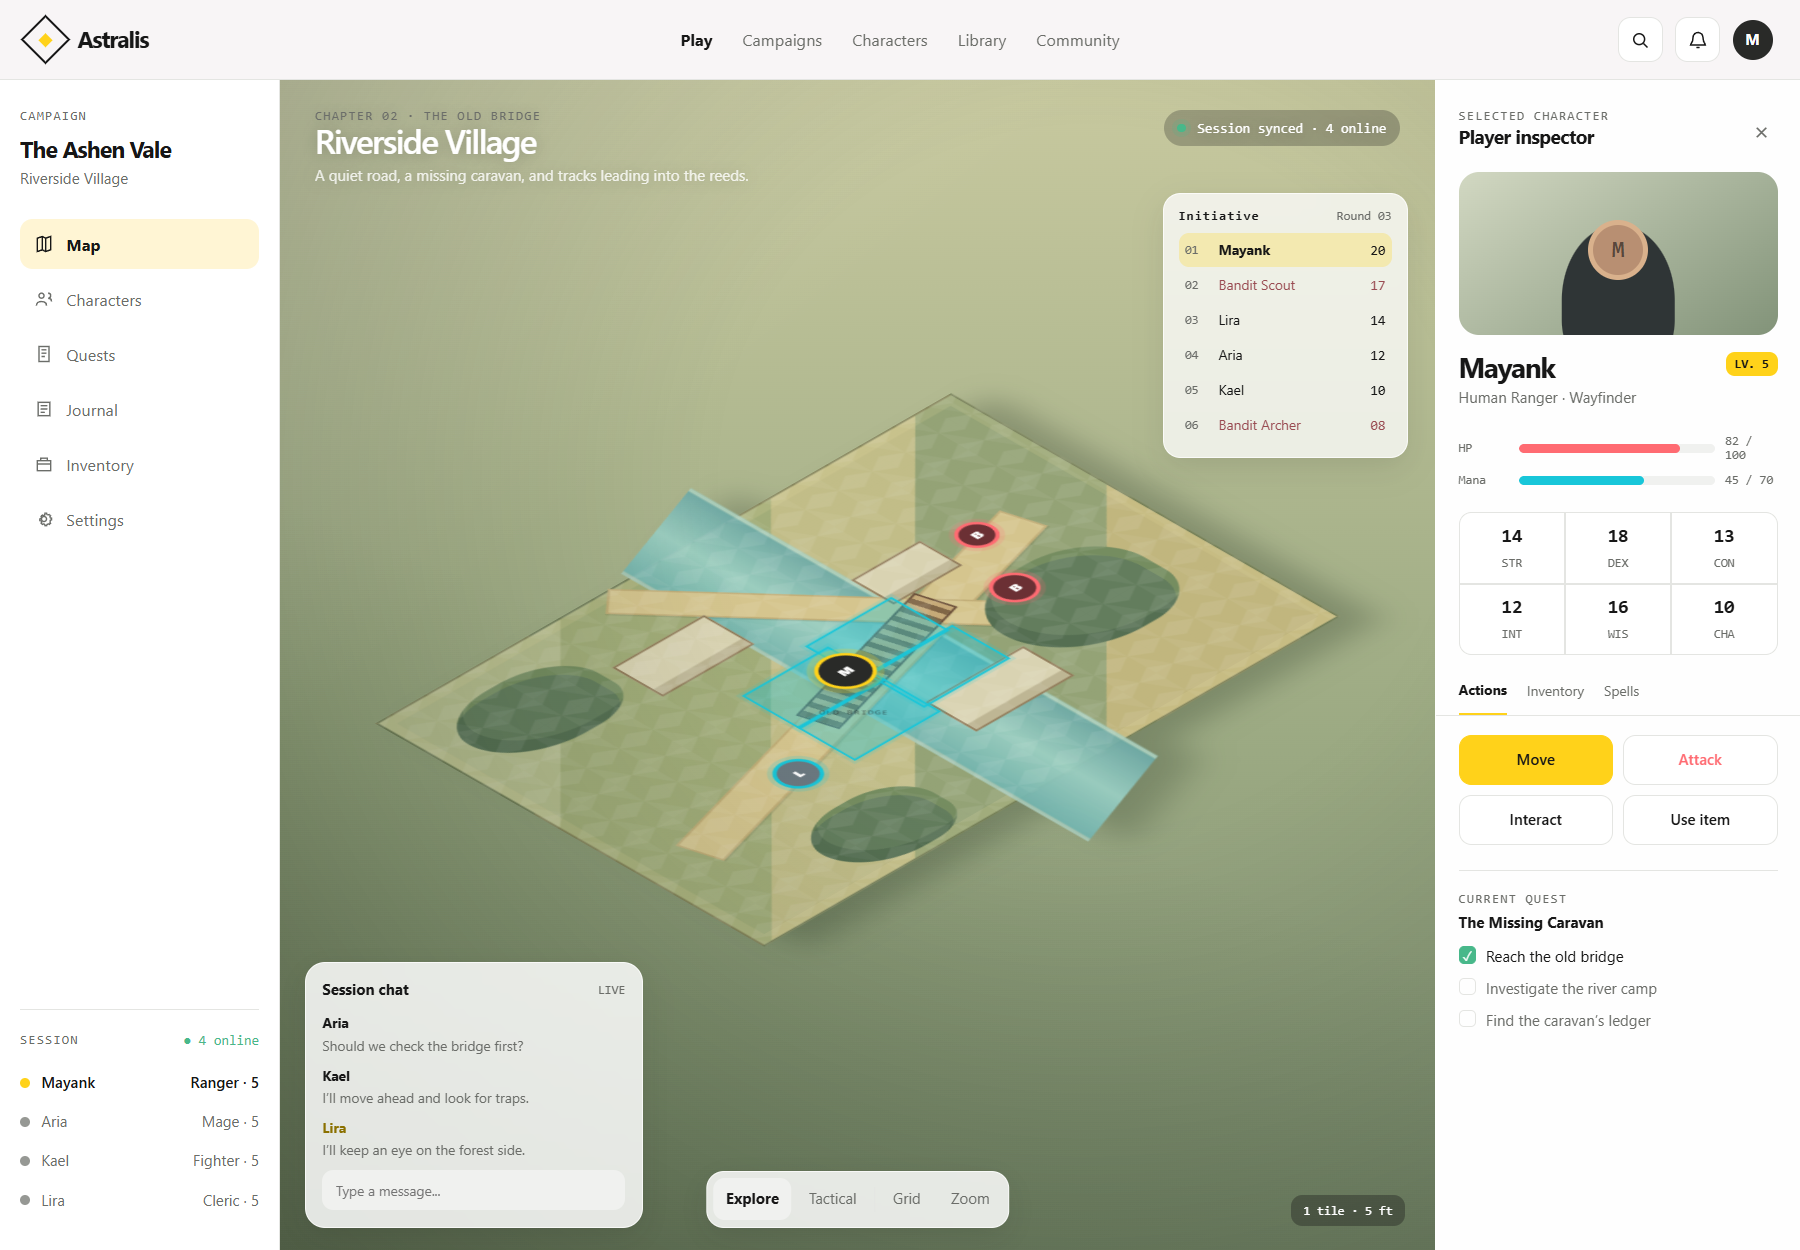 Astralis
Play Campaigns Characters Library Community
M
CAMPAIGN
The Ashen Vale
Riverside Village
Map
Characters
Quests
Journal
Inventory
Settings
SESSION 4 online
Mayank Ranger · 5
Aria Mage · 5
Kael Fighter · 5
Lira Cleric · 5
CHAPTER 02 · THE OLD BRIDGE
Riverside Village
A quiet road, a missing caravan, and tracks leading into the reeds.
Session synced · 4 online
Initiative Round 03
01 Mayank 20
02 Bandit Scout 17
03 Lira 14
04 Aria 12
05 Kael 10
06 Bandit Archer 08
B
B
M
OLD BRIDGE
L
Session chat LIVE
Aria
Should we check the bridge first?
Kael
I’ll move ahead and look for traps.
Lira
I’ll keep an eye on the forest side.
Type a message...
Explore Tactical Grid Zoom
1 tile · 5 ft
SELECTED CHARACTER
Player inspector
M
Mayank LV. 5
Human Ranger · Wayfinder
HP 82 /
100
Mana 45 / 70
14 18 13
STR DEX CON
12 16 10
INT WIS CHA
Actions Inventory Spells
Move Attack
Interact Use item
CURRENT QUEST
The Missing Caravan
Reach the old bridge
Investigate the river camp
Find the caravan’s ledger